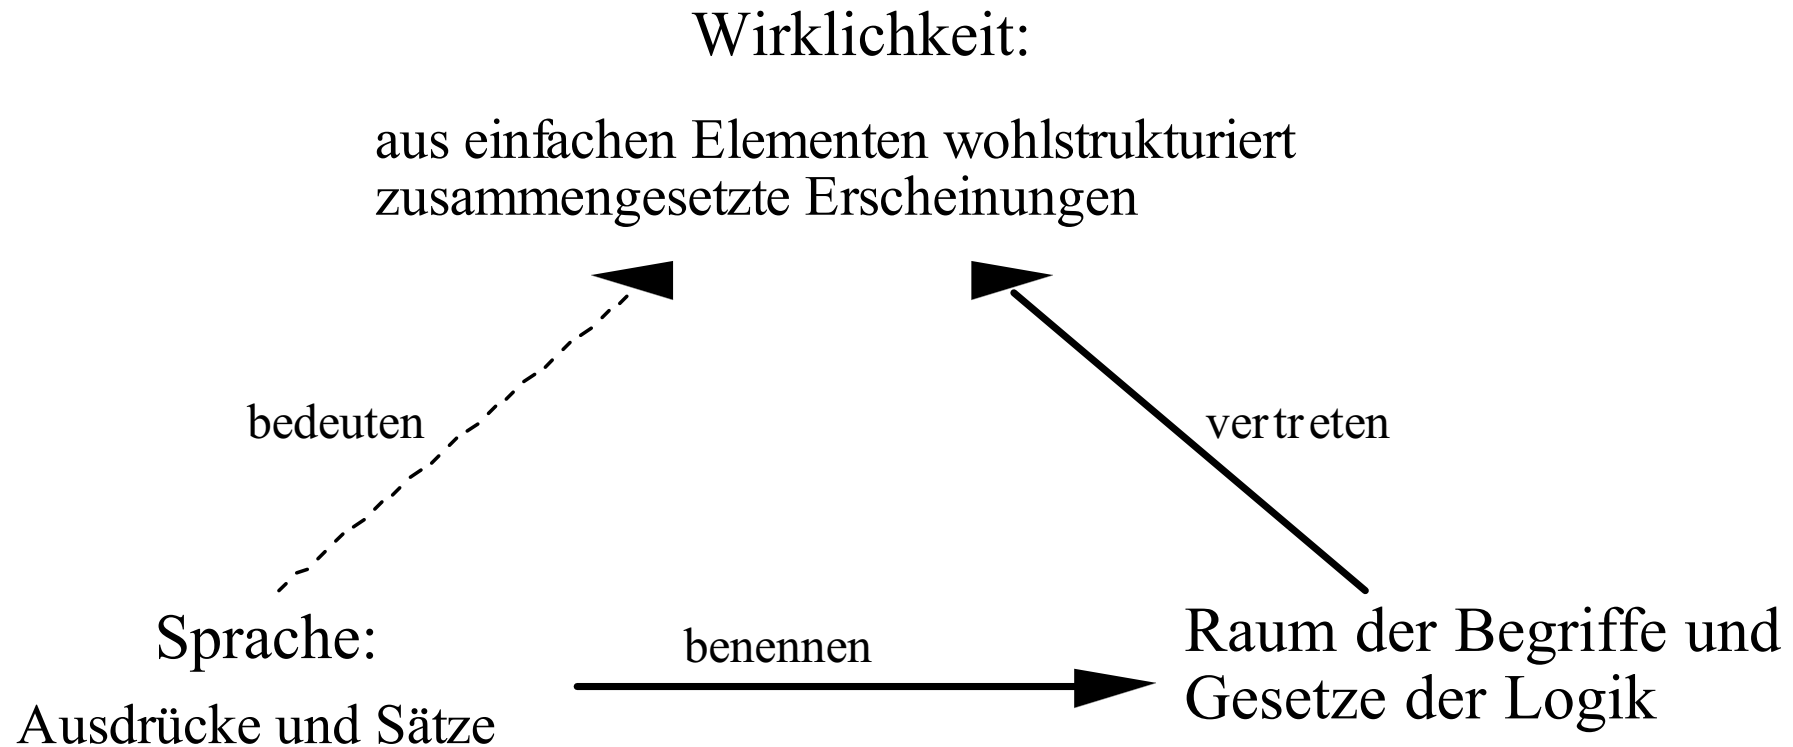 Wirklichkeit:
aus einfachen Elementen wohlstrukturiert
zusammengesetzte Erscheinungen
bedeuten
vertreten
Sprache:
Ausdrücke und Sätze
benennen
Raum der Begriffe und
Gesetze der Logik